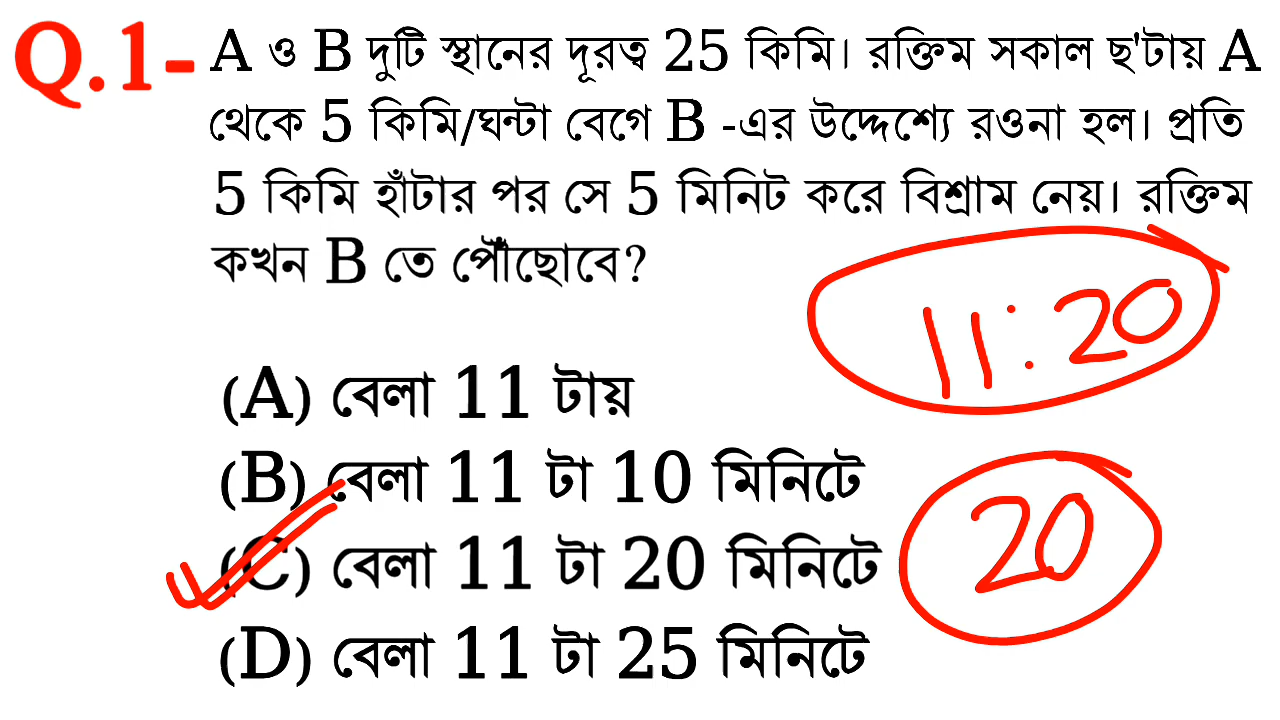 Q.1- A ও B দুটি স্থানের দূরত্ব 25 কিমি। রক্তিম সকাল ছ'টায় A
থেকে 5 কিমি/ঘন্টা বেগে B -এর উদ্দেশ্যে রওনা হল। প্রতি
5 কিমি হাঁটার পর সে 5 মিনিট করে বিশ্রাম নেয়। রক্তিম
কখন B তে পৌঁছোবে?
11:20
(A) বেলা 11 টায়
(B) বেলা 11 টা 10 মিনিটে
(C) বেলা 11 টা 20 মিনিটে
20
(D) বেলা 11 টা 25 মিনিটে